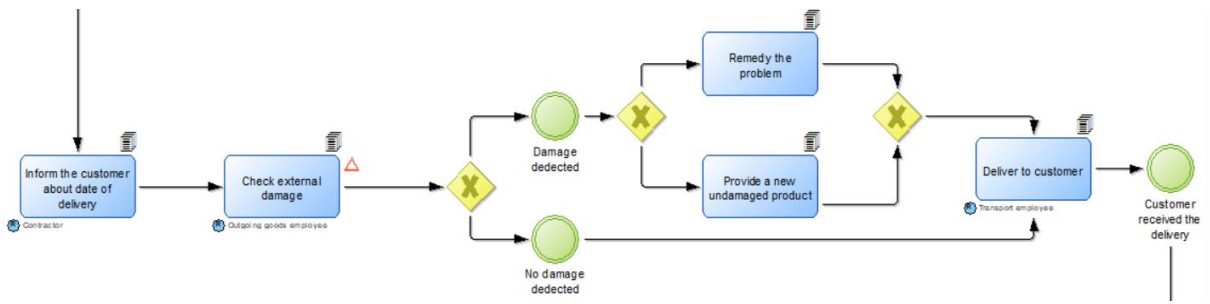 Inform the customer
about date of
delivery
Contractor
Check external
damage
Outgoing goods employee
Damage
dedected
No damage
dedected
Remedy the
problem
Provide a new
undamaged product
Deliver to customer
Transport employee
Customer
received the
delivery